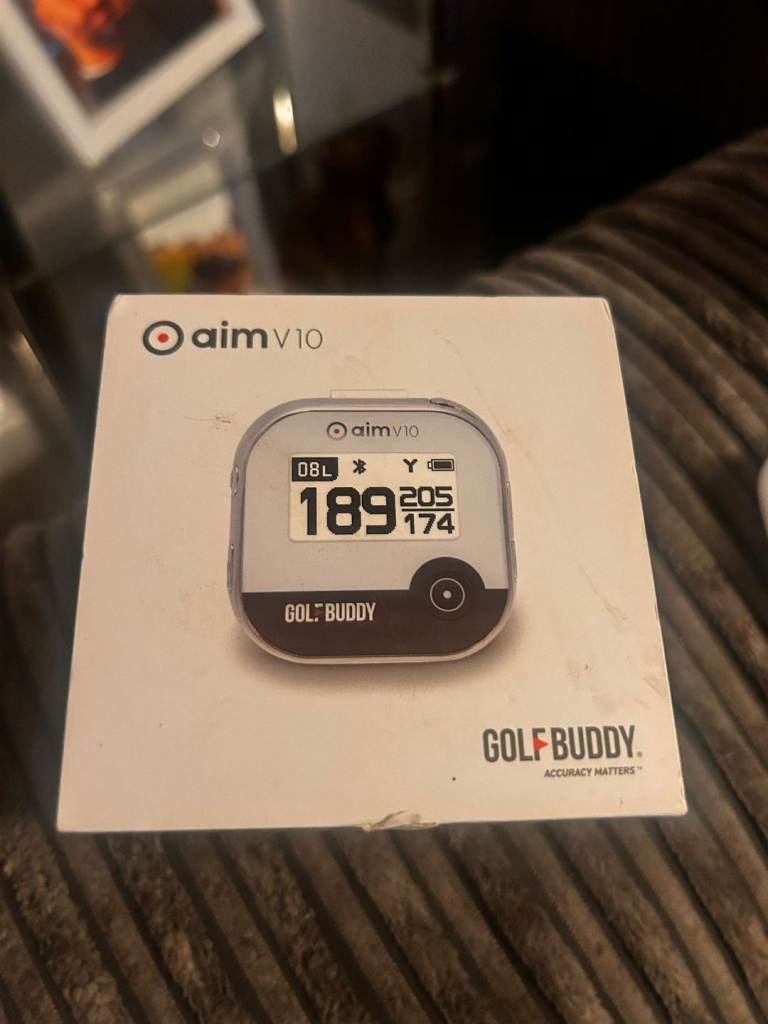 aim V10
aim V10
08L
189 205
174
GOLFBUDDY
GOLFBUDDY®
ACCURACY MATTERS™